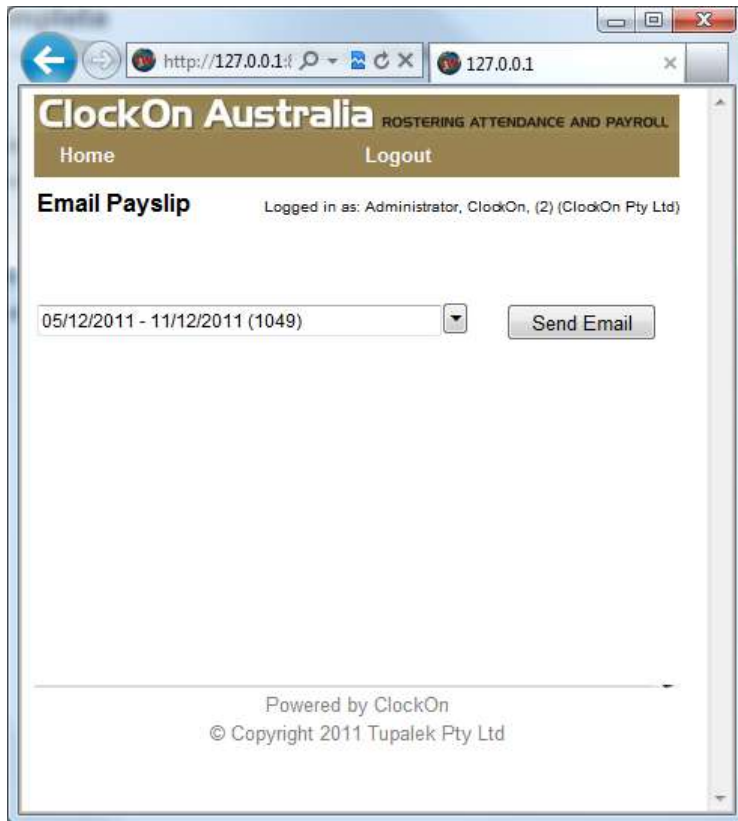 http://127.0.0.1:
127.0.0.1
ClockOn Australia ROSTERING ATTENDANCE AND PAYROLL
Home Logout
Email Payslip Logged in as: Administrator, ClockOn, (2) (ClockOn Pty Ltd)
05/12/2011 - 11/12/2011 (1049) Send Email
Powered by ClockOn
© Copyright 2011 Tupalek Pty Ltd